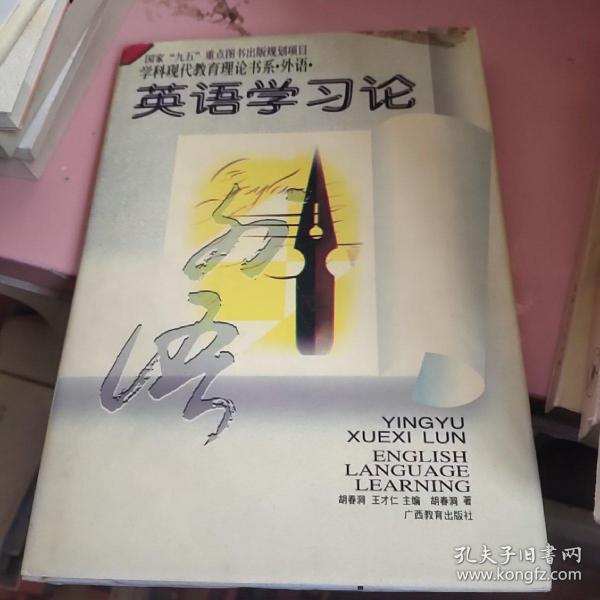 国家“九五”重点图书出版规划项目
学科现代教育理论书系·外语·
英语学习论
外语
YINGYU
XUEXI LUN
ENGLISH
LANGUAGE
LEARNING
胡春洞 王才仁 主编 胡春洞 著
广西教育出版社
孔夫子旧书网
www.kongfz.com